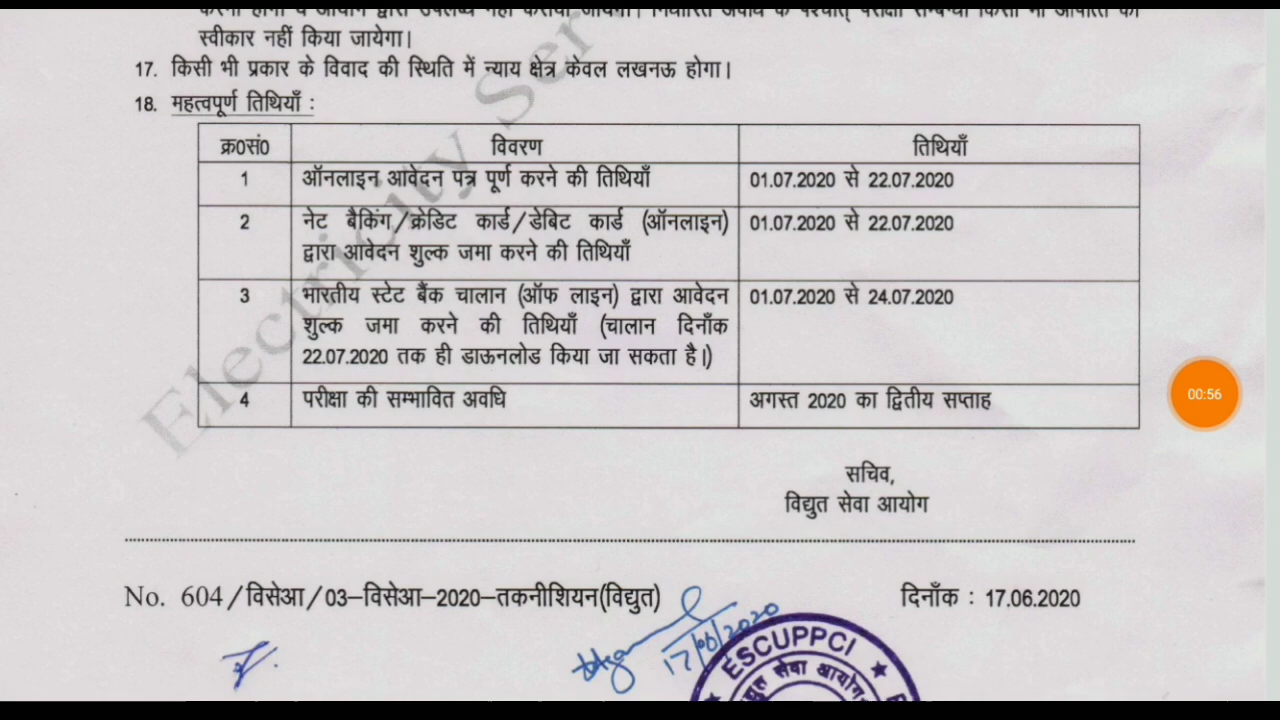 स्वीकार नहीं किया जायेगा।
17. किसी भी प्रकार के विवाद की स्थिति में न्याय क्षेत्र केवल लखनऊ होगा।
18. महत्वपूर्ण तिथियाँ :
क्र0सं0 विवरण तिथियाँ
1 ऑनलाइन आवेदन पत्र पूर्ण करने की तिथियाँ 01.07.2020 से 22.07.2020
2 नेट बैकिंग/क्रेडिट कार्ड/डेबिट कार्ड (ऑनलाइन) 01.07.2020 से 22.07.2020
द्वारा आवेदन शुल्क जमा करने की तिथियाँ
3 भारतीय स्टेट बैंक चालान (ऑफ लाइन) द्वारा आवेदन 01.07.2020 से 24.07.2020
शुल्क जमा करने की तिथियाँ (चालान दिनाँक
22.07.2020 तक ही डाऊनलोड किया जा सकता है।)
4 परीक्षा की सम्भावित अवधि अगस्त 2020 का द्वितीय सप्ताह
Electricity Ser
00:56
सचिव,
विद्युत सेवा आयोग
No. 604/विसेआ/03–विसेआ–2020–तकनीशियन(विद्युत) दिनाँक : 17.06.2020
17/06/2020
ESCUPPCl
सेवा आयोग